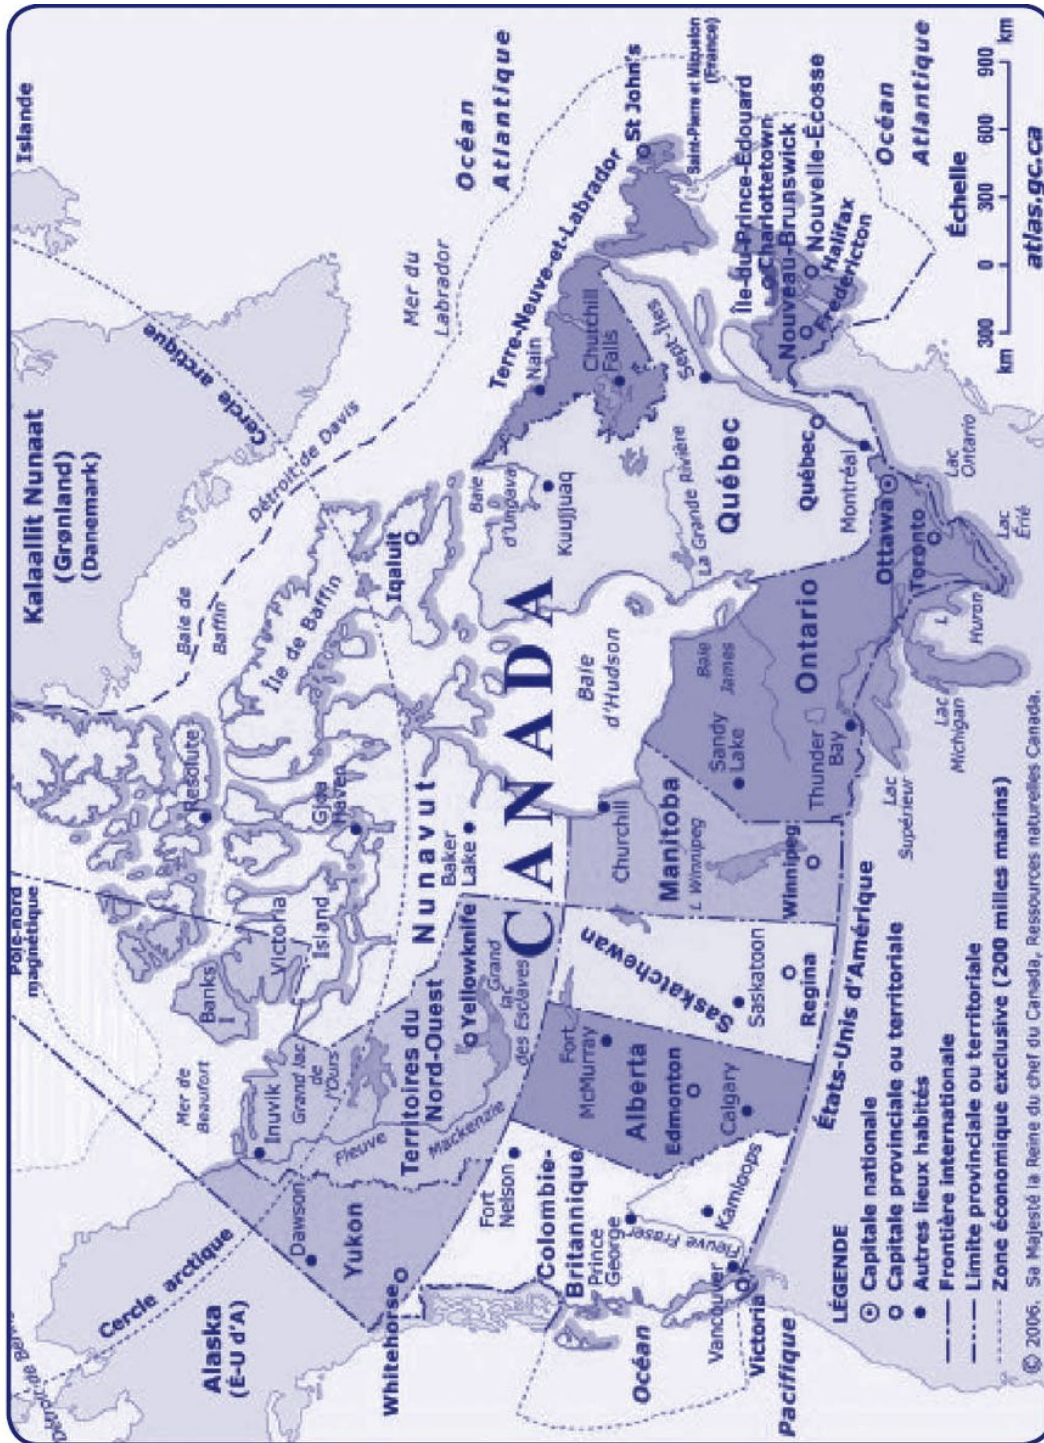 Pôle-nord
magnétique
Kalaallit Nunaat
(Grønland)
(Danemark)
Islande
Alaska
(É-U d'A)
Cercle arctique
Mer de
Beaufort
Banks
I
Victoria
Island
Resolute
Baie de
Baffin
Île de Baffin
Cercle arctique
Détroit de Davis
Mer du
Labrador
Océan
Atlantique
Inuvik
Grand lac
de
l'Ours
Gjoa
Haven
Iqaluit
Dawson
Yukon
Whitehorse
Fleuve
Mackenzie
Territoires du
Nord-Ouest
Yellowknife
Grand
lac
des Esclaves
Nunavut
Baker
Lake
CANADA
Baie
d'Ungava
Kuujjuaq
Nain
Terre-Neuve-et-Labrador
Churchill
Falls
St John's
Saint-Pierre et Miquelon
(France)
Fort
Nelson
Colombie-
Britannnique
Prince
George
Fleuve Fraser
Kamloops
Vancouver
Victoria
Océan
Pacifique
Fort
McMurray
Alberta
Edmonton
Calgary
Saskatchewan
Saskatoon
Regina
Churchill
Manitoba
L Winnipeg
Winnipeg
Baie
d'Hudson
Baie
James
Sandy
Lake
Ontario
Thunder
Bay
La Grande Rivière
Québec
Sept-Îles
Québec
Montréal
Ottawa
Toronto
Île-du-Prince-Édouard
Charlottetown
Nouveau-Brunswick
Nouvelle-Écosse
Halifax
Fredericton
Océan
Atlantique
Lac
Supérieur
Lac
Michigan
L
Huron
Lac
Érié
Lac
Ontario
États-Unis d'Amérique
LÉGENDE
Capitale nationale
Capitale provinciale ou territoriale
Autres lieux habités
Frontière internationale
Limite provinciale ou territoriale
Zone économique exclusive (200 milles marins)
Échelle
km 300 0 300 600 900 km
© 2006. Sa Majesté la Reine du chef du Canada, Ressources naturelles Canada.
atlas.gc.ca